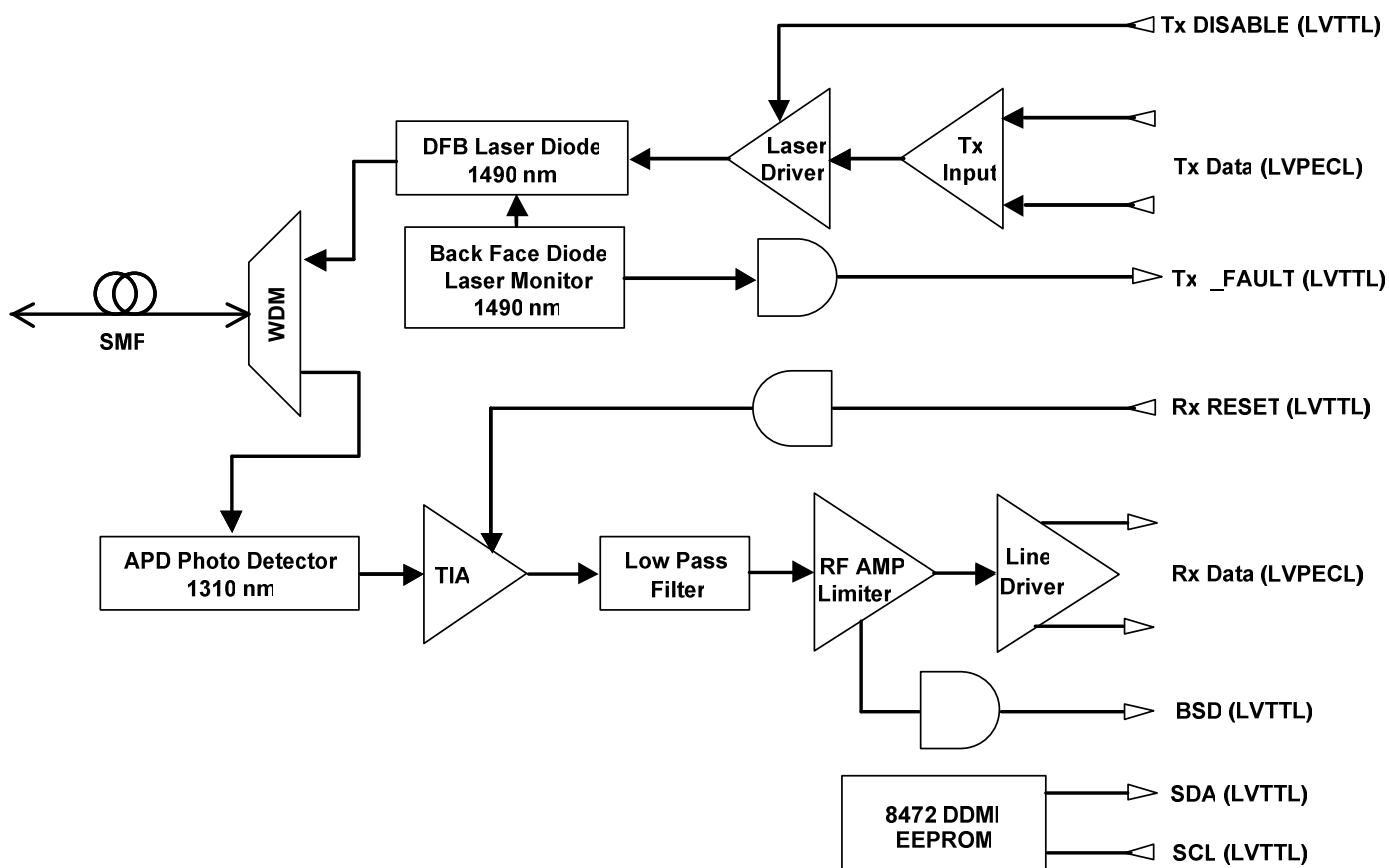 Tx DISABLE (LVTTL)
DFB Laser Diode
1490 nm
Laser
Driver
Tx
Input
Tx Data (LVPECL)
Back Face Diode
Laser Monitor
1490 nm
Tx _FAULT (LVTTL)
SMF
WDM
Rx RESET (LVTTL)
APD Photo Detector
1310 nm
TIA
Low Pass
Filter
RF AMP
Limiter
Line
Driver
Rx Data (LVPECL)
BSD (LVTTL)
8472 DDMI
EEPROM
SDA (LVTTL)
SCL (LVTTL)